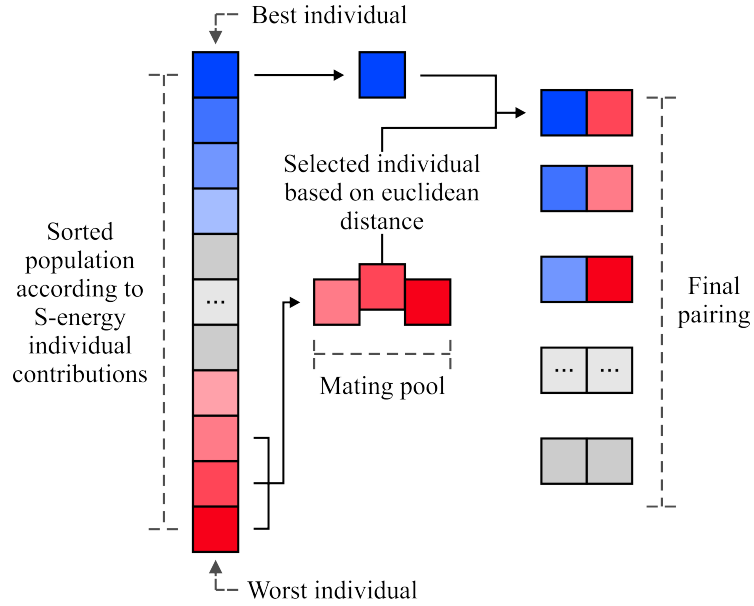 Best individual
Selected individual
based on euclidean
distance
Sorted
population
according to
S-energy
individual
contributions
...
Mating pool
Final
pairing
... ...
Worst individual